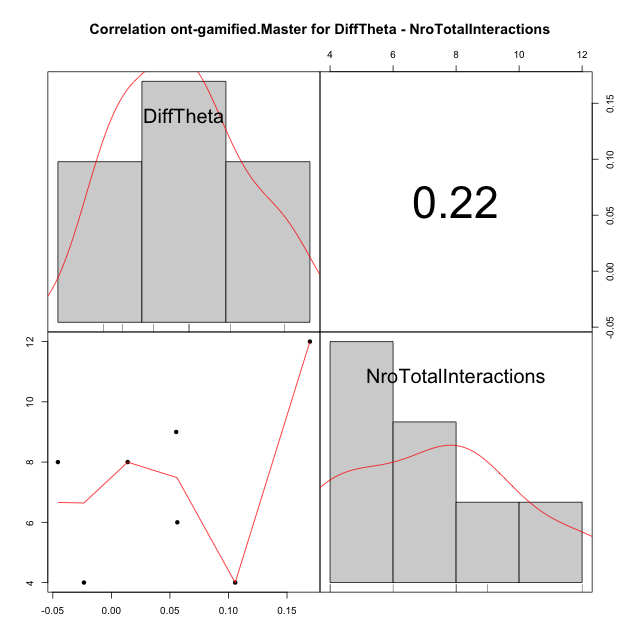 Correlation ont-gamified.Master for DiffTheta - NroTotalInteractions
4 6 8 10 12
DiffTheta
0.22
-0.05 0.00 0.05 0.10 0.15
4 6 8 10 12
NroTotalInteractions
-0.05 0.00 0.05 0.10 0.15